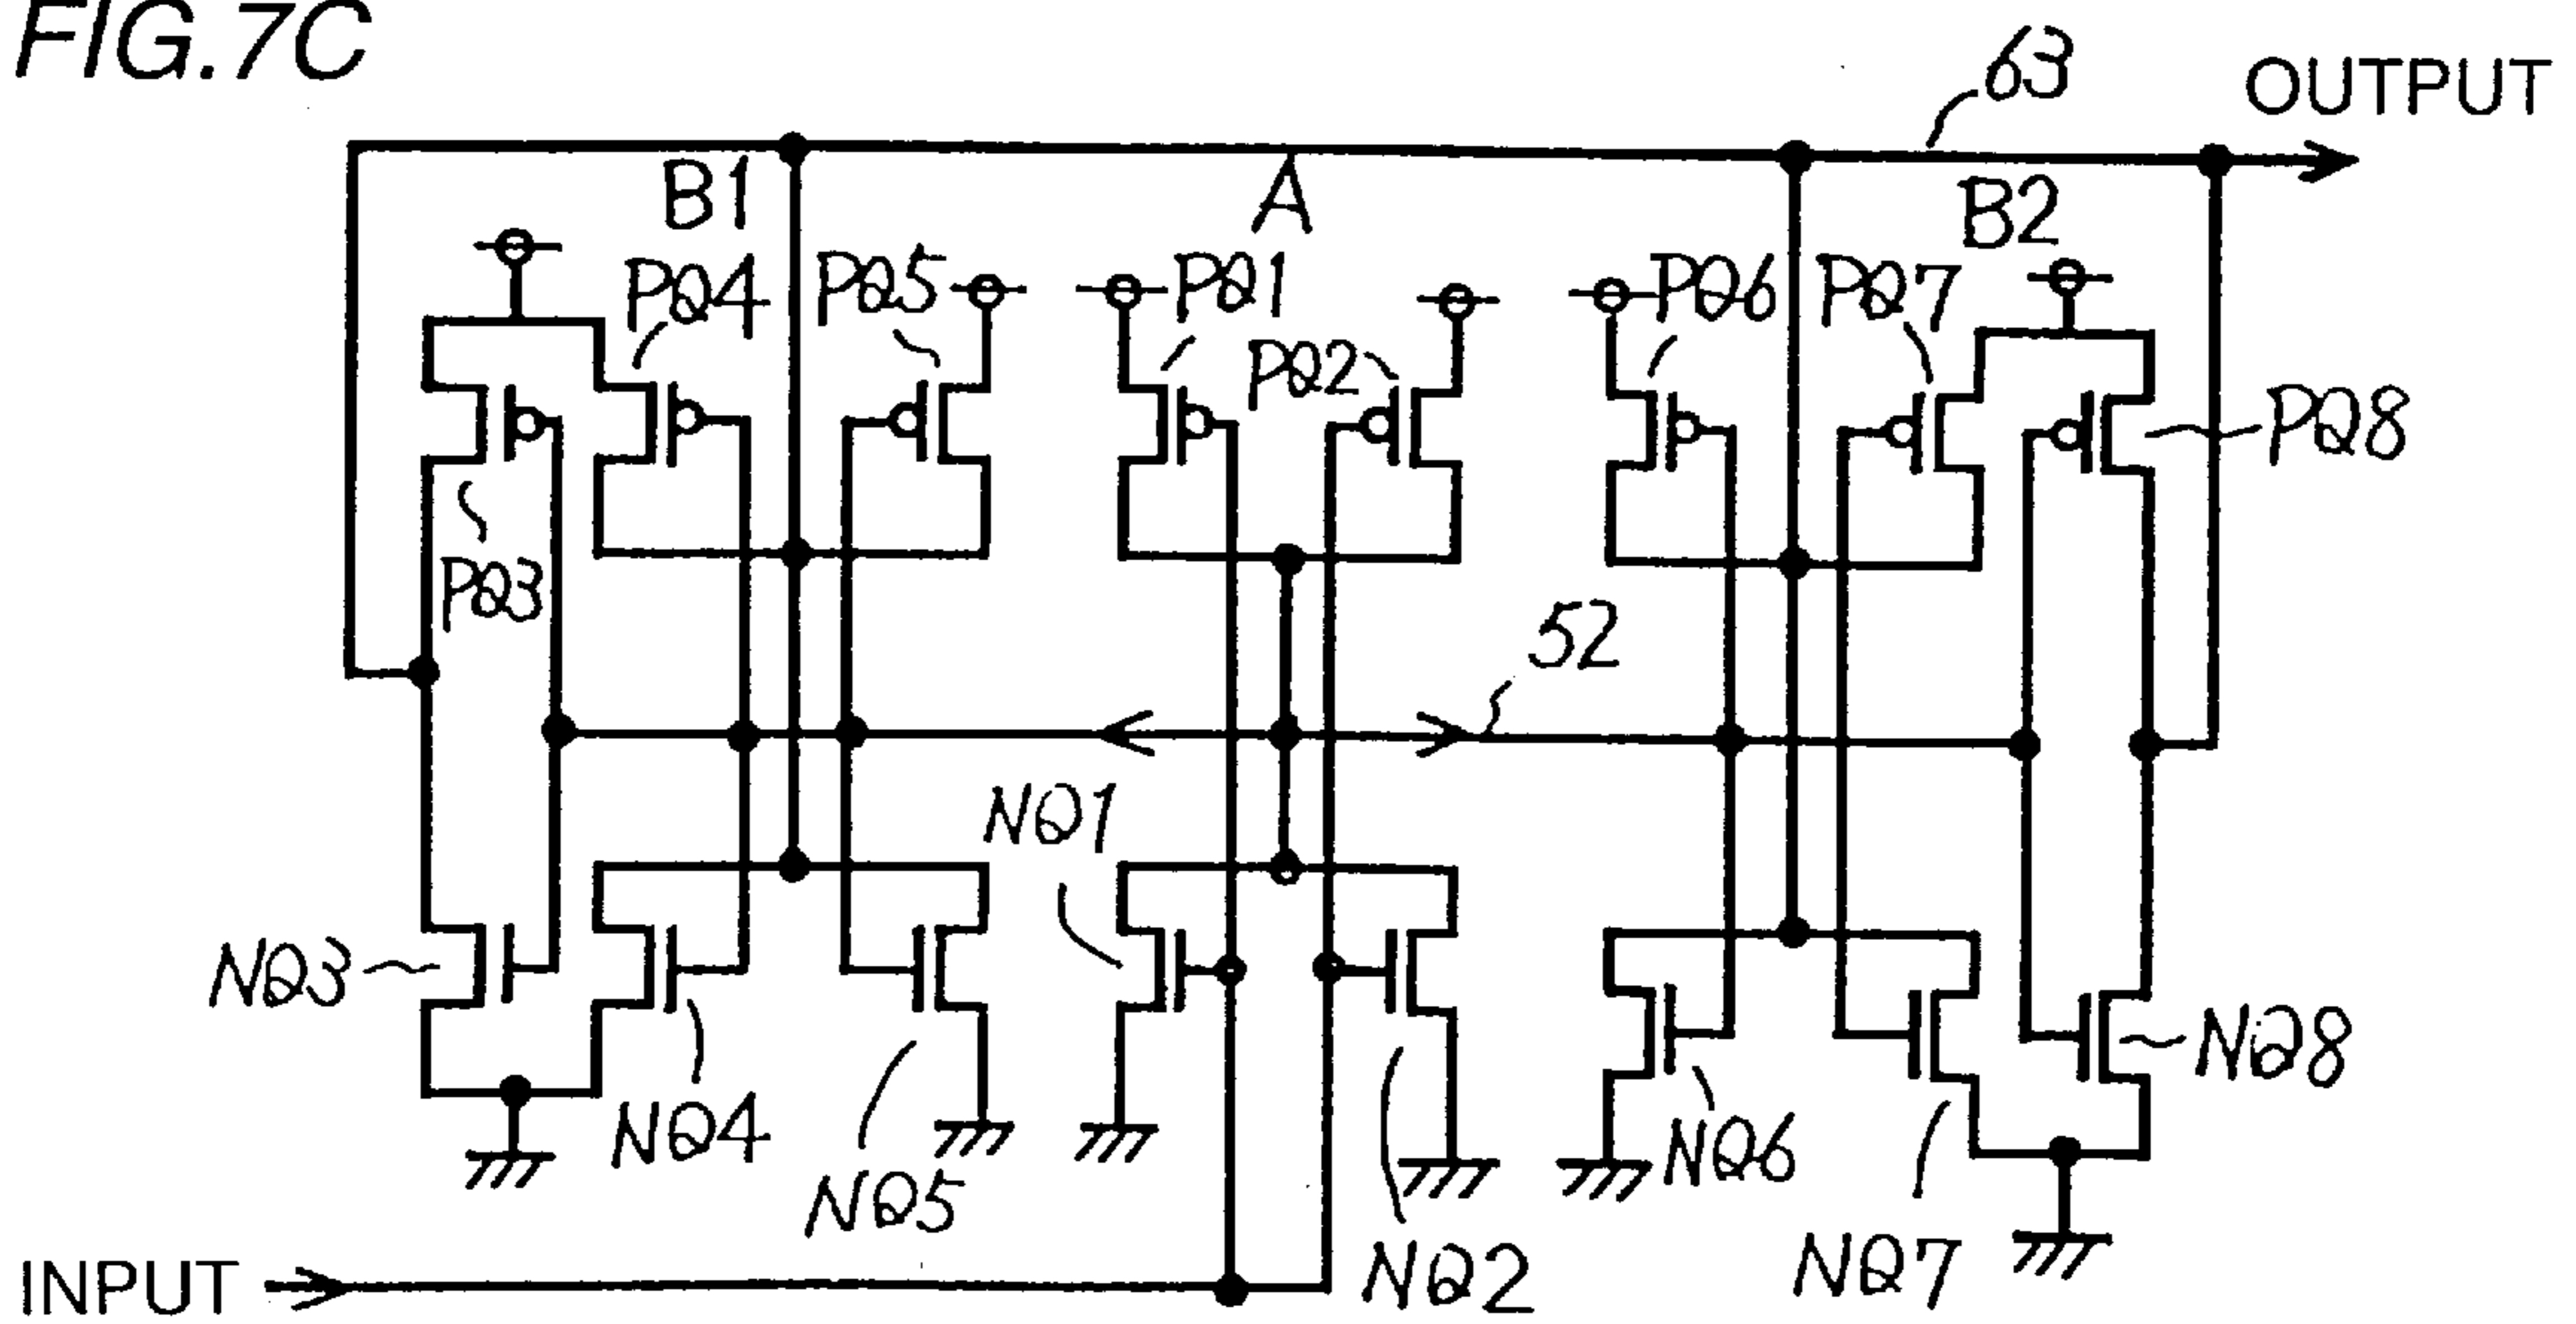 FIG.7C
63
OUTPUT
B1
A
B2
PQ4
PQ5
PQ1
PQ2
PQ6
PQ7
PQ8
PQ3
52
NQ1
NQ3
NQ4
NQ5
NQ2
NQ6
NQ7
NQ8
INPUT